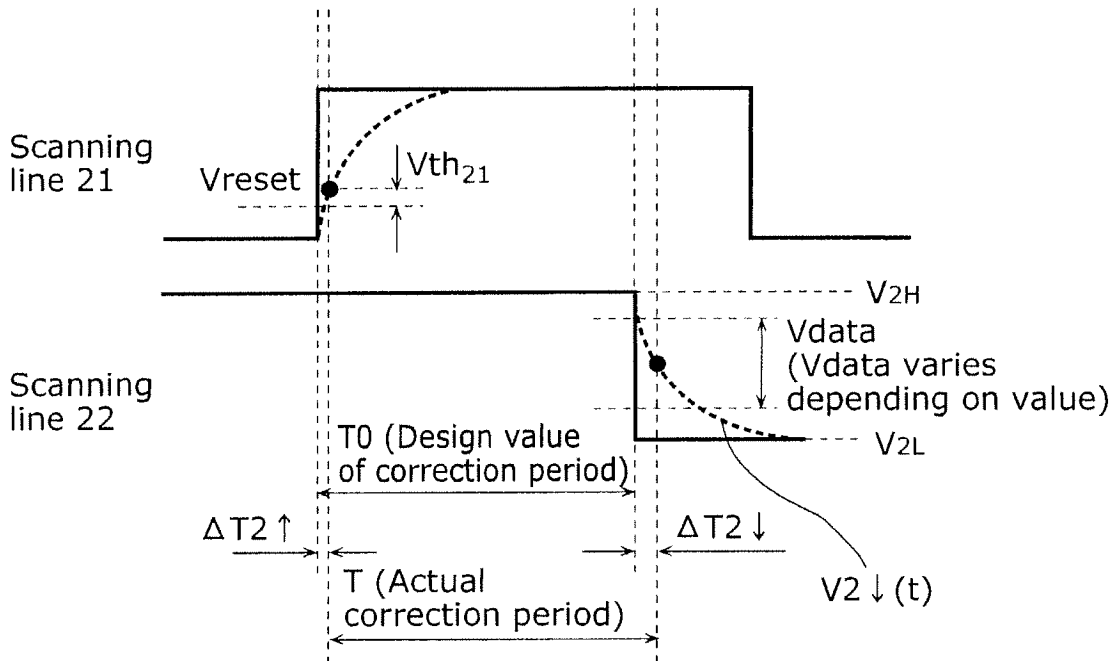 Scanning
line 21
Vreset
Vth21
V2H
Vdata
(Vdata varies
depending on value)
Scanning
line 22
V2L
T0 (Design value
of correction period)
ΔT2↑
ΔT2↓
T (Actual
correction period)
V2↓(t)